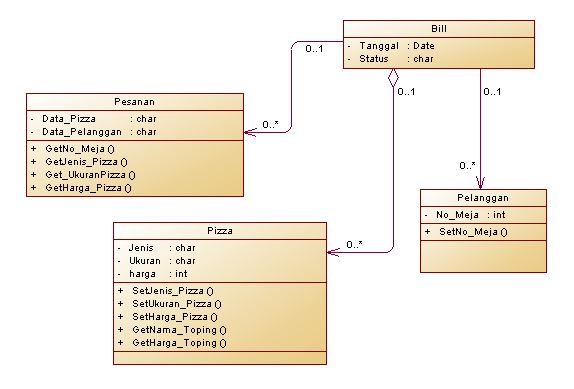 Bill
- Tanggal : Date
- Status : char
0..1
0..*
0..1
0..1
0..*
0..*
Pesanan
- Data_Pizza : char
- Data_Pelanggan : char
+ GetNo_Meja ()
+ GetJenis_Pizza ()
+ Get_UkuranPizza ()
+ GetHarga_Pizza ()
Pelanggan
- No_Meja : int
+ SetNo_Meja ()
Pizza
- Jenis : char
- Ukuran : char
- harga : int
+ SetJenis_Pizza ()
+ SetUkuran_Pizza ()
+ SetHarga_Pizza ()
+ GetNama_Toping ()
+ GetHarga_Toping ()